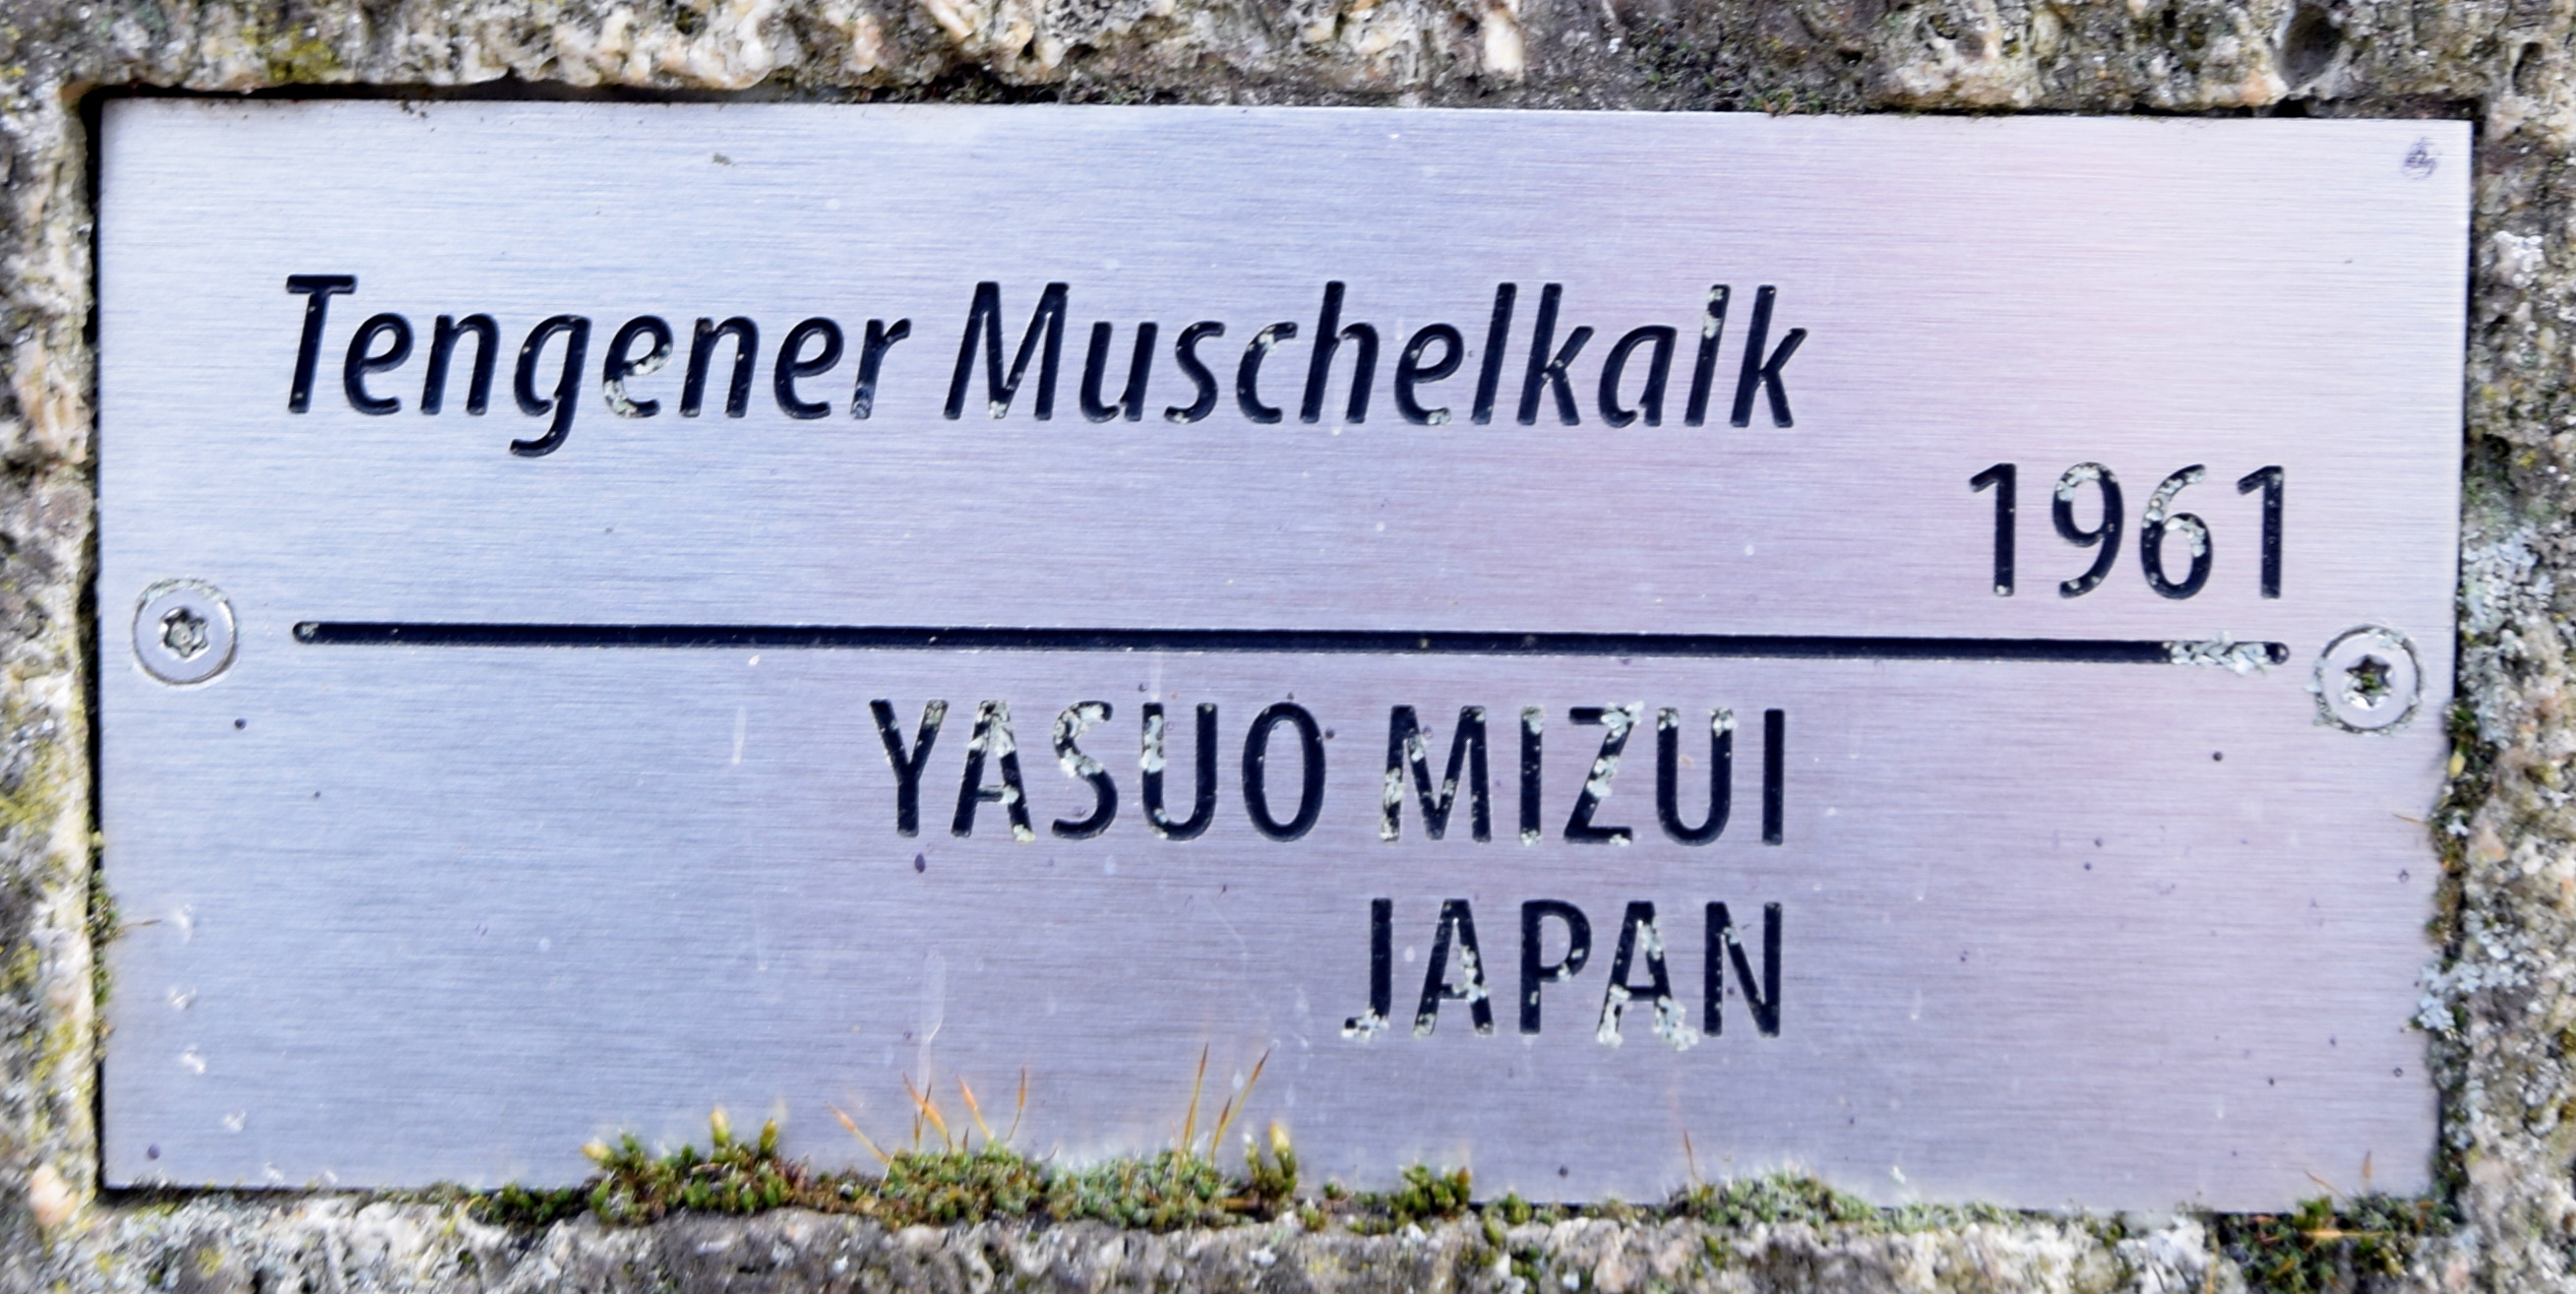 Tengener Muschelkalk
1961
YASUO MIZUI
JAPAN